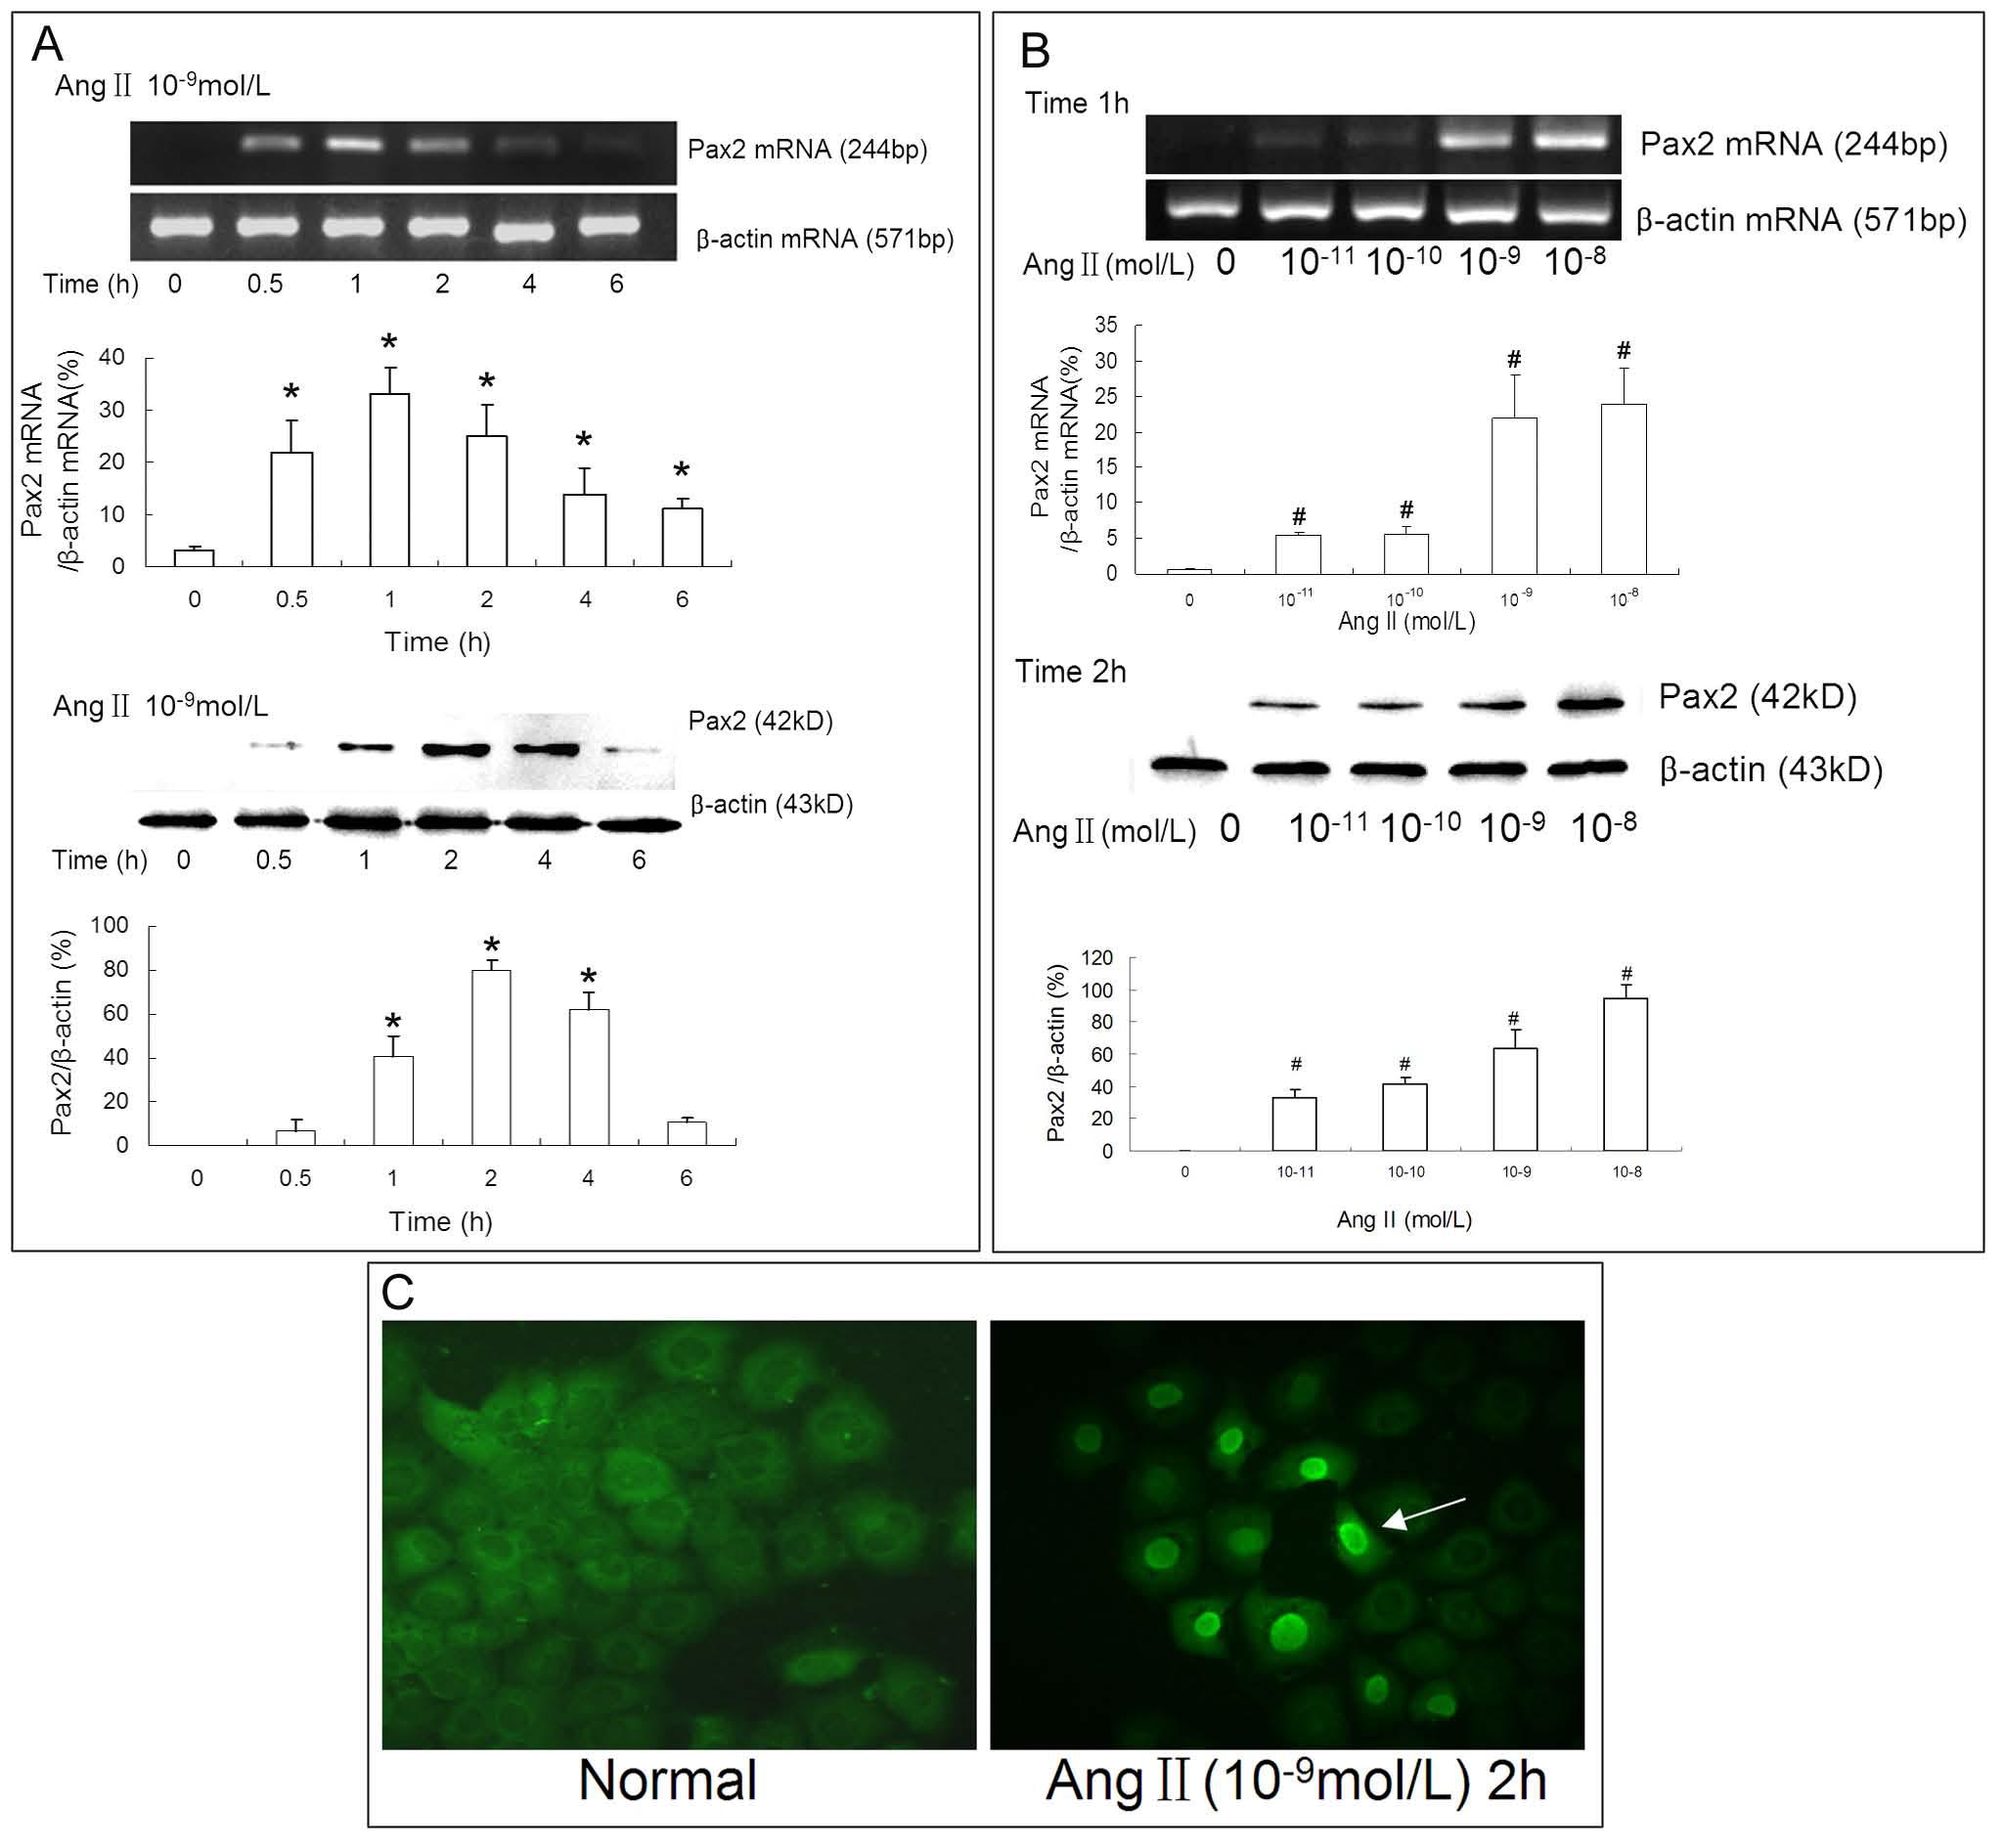 A
Ang Ⅱ 10-9mol/L
Pax2 mRNA (244bp)
β-actin mRNA (571bp)
Time (h) 0 0.5 1 2 4 6
Pax2 mRNA
/β-actin mRNA(%)
40
30
20
10
0
* * * * *
0 0.5 1 2 4 6
Time (h)
Ang Ⅱ 10-9mol/L
Pax2 (42kD)
β-actin (43kD)
Time (h) 0 0.5 1 2 4 6
Pax2/β-actin (%)
100
80
60
40
20
0
* * *
0 0.5 1 2 4 6
Time (h)
B
Time 1h
Pax2 mRNA (244bp)
β-actin mRNA (571bp)
Ang Ⅱ (mol/L) 0 10-11 10-10 10-9 10-8
Pax2 mRNA
/β-actin mRNA(%)
35
30
25
20
15
10
5
0
# # # #
0 10-11 10-10 10-9 10-8
Ang II (mol/L)
Time 2h
Pax2 (42kD)
β-actin (43kD)
Ang Ⅱ (mol/L) 0 10-11 10-10 10-9 10-8
Pax2 /β-actin (%)
120
100
80
60
40
20
0
# # # #
0 10-11 10-10 10-9 10-8
Ang II (mol/L)
C
Normal
Ang Ⅱ (10-9mol/L) 2h